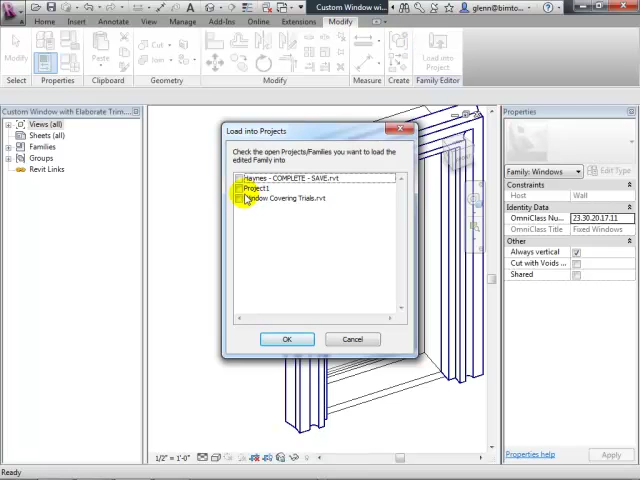 Custom Window wi...
glenn@bimto...
Home Insert Annotate View Manage Add-Ins Extensions Modify
Modify
Paste
Cut
Join
Load into
Project
Select Properties Clipboard Geometry Modify Measure Create Family Editor
Custom Window with Elaborate Trim...
Views (all)
Sheets (all)
Families
Groups
Revit Links
Load into Projects
Check the open Projects/Families you want to load the
edited Family into
Haynes - COMPLETE - SAVE.rvt
Project1
Window Covering Trials.rvt
OK Cancel
Properties
Family: Windows Edit Type
Constraints
Host Wall
Identity Data
OmniClass Nu... 23.30.20.17.11
OmniClass Title Fixed Windows
Other
Always vertical
Cut with Voids ...
Shared
Properties help Apply
1/2" = 1'-0"
Ready